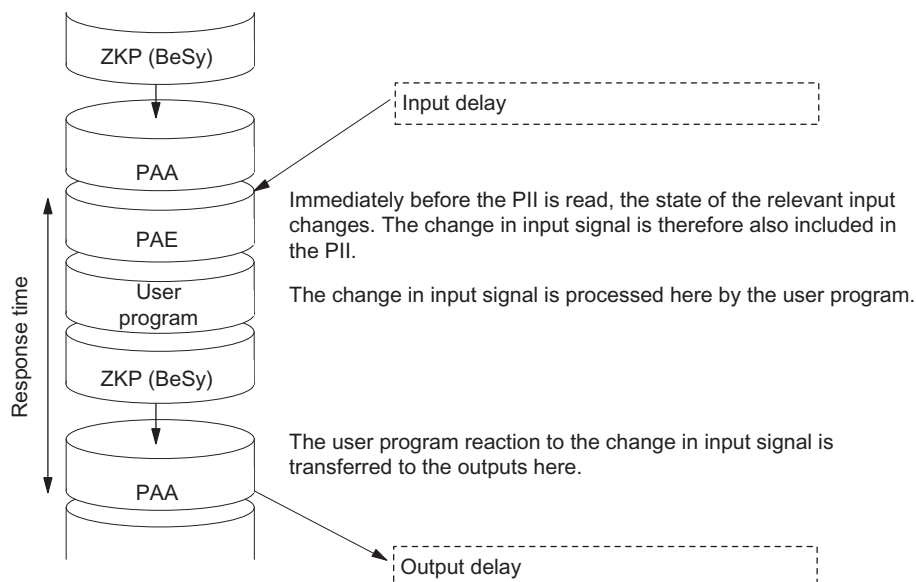 ZKP (BeSy)
Input delay
PAA
Immediately before the PII is read, the state of the relevant input
changes. The change in input signal is therefore also included in
the PII.
PAE
User
program
The change in input signal is processed here by the user program.
Response time
ZKP (BeSy)
The user program reaction to the change in input signal is
transferred to the outputs here.
PAA
Output delay